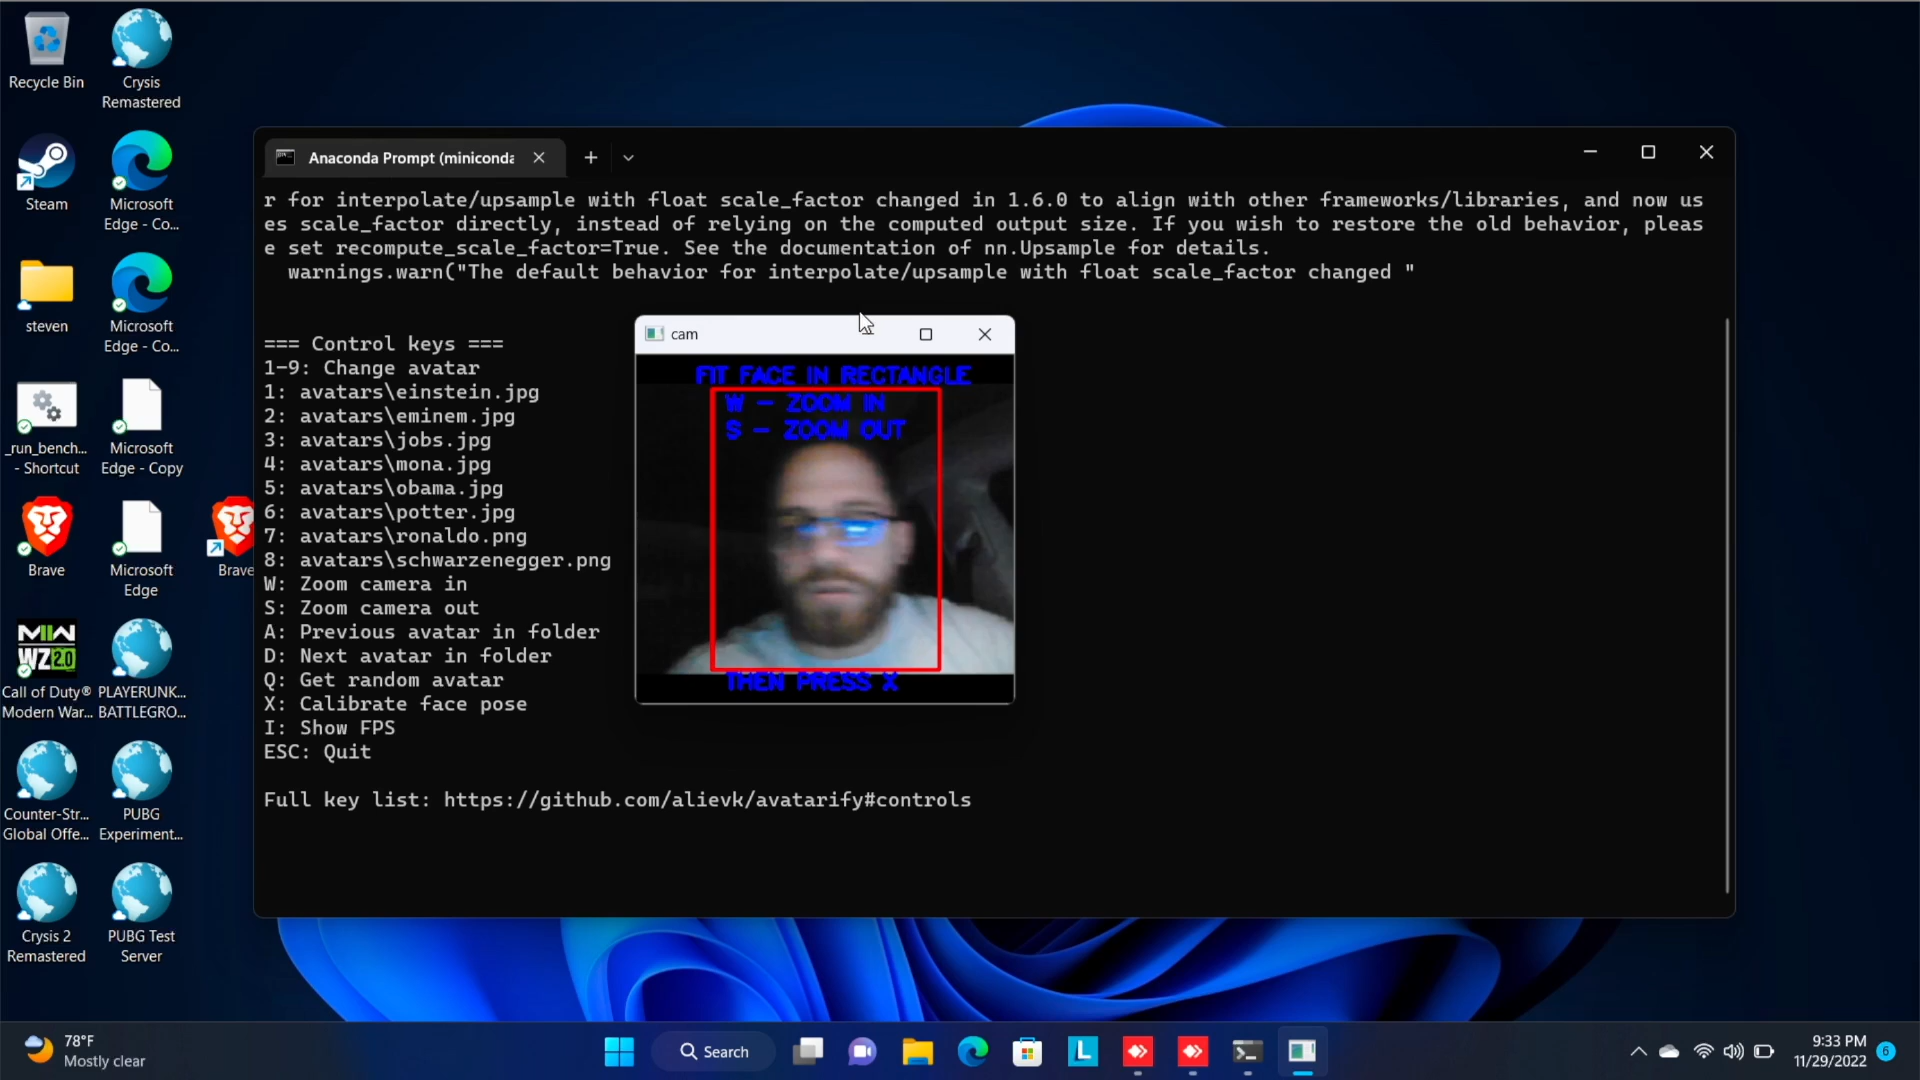 Recycle Bin
Crysis
Remastered
Steam
Microsoft
Edge - Co...
steven
Microsoft
Edge - Co...
_run_bench...
- Shortcut
Microsoft
Edge - Copy
Brave
Microsoft
Edge
Brave
MW
WZ 2.0
Call of Duty®
Modern War...
PLAYERUNK...
BATTLEGRO...
Counter-Str...
Global Offe...
PUBG
Experiment...
Crysis 2
Remastered
PUBG Test
Server
Anaconda Prompt (miniconda
r for interpolate/upsample with float scale_factor changed in 1.6.0 to align with other frameworks/libraries, and now us
es scale_factor directly, instead of relying on the computed output size. If you wish to restore the old behavior, pleas
e set recompute_scale_factor=True. See the documentation of nn.Upsample for details.
warnings.warn("The default behavior for interpolate/upsample with float scale_factor changed "
=== Control keys ===
1-9: Change avatar
1: avatars\einstein.jpg
2: avatars\eminem.jpg
3: avatars\jobs.jpg
4: avatars\mona.jpg
5: avatars\obama.jpg
6: avatars\potter.jpg
7: avatars\ronaldo.png
8: avatars\schwarzenegger.png
W: Zoom camera in
S: Zoom camera out
A: Previous avatar in folder
D: Next avatar in folder
Q: Get random avatar
X: Calibrate face pose
I: Show FPS
ESC: Quit
Full key list: https://github.com/alievk/avatarify#controls
cam
FIT FACE IN RECTANGLE
W - ZOOM IN
S - ZOOM OUT
THEN PRESS X
78°F
Mostly clear
Search
L
9:33 PM
11/29/2022
6